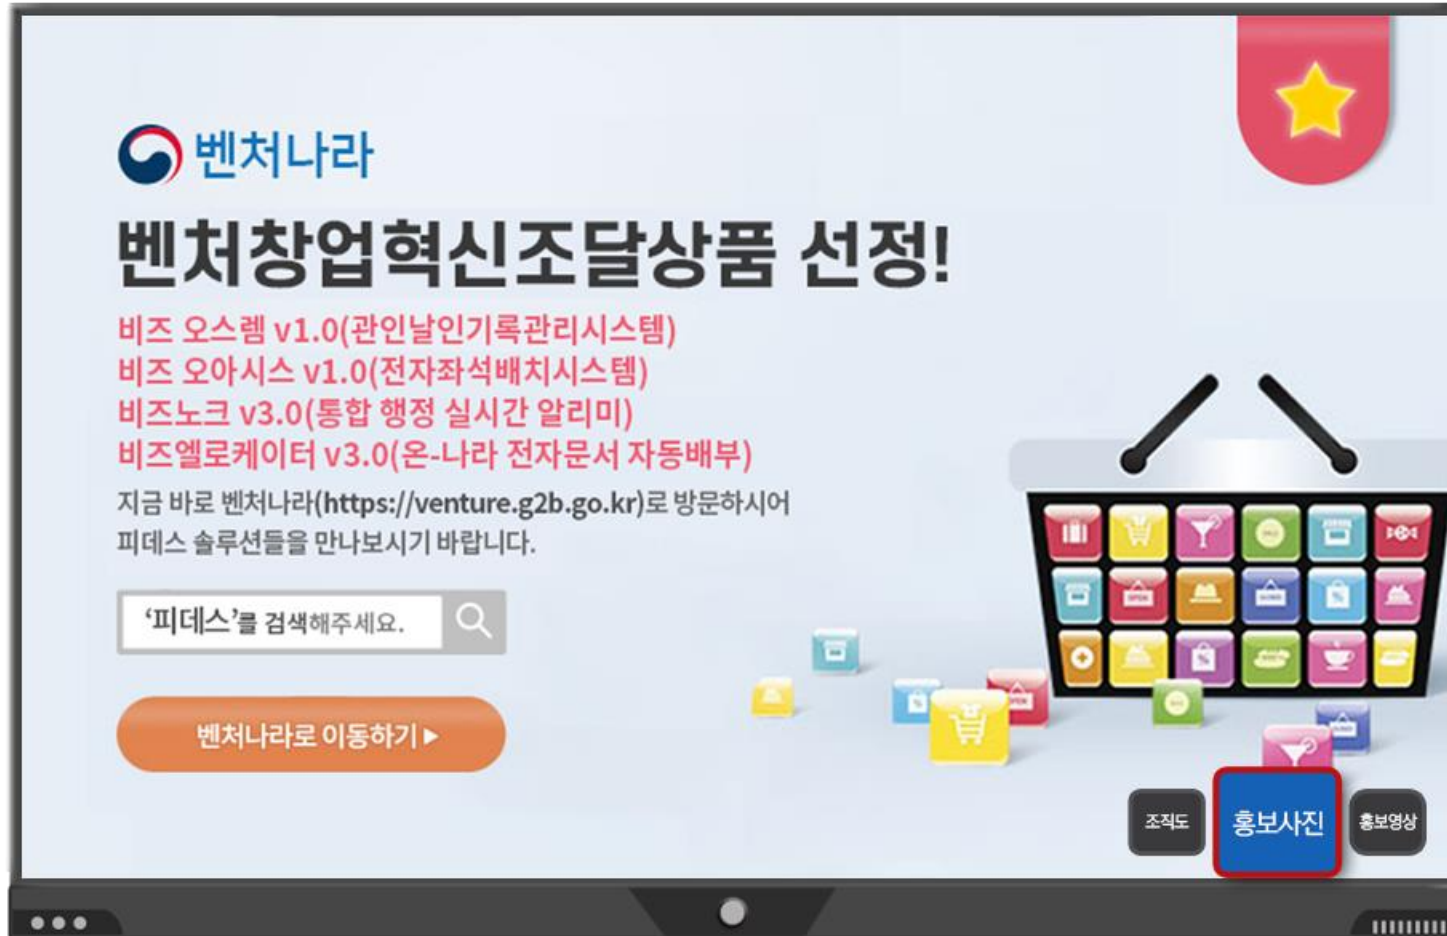 벤처나라
벤처창업혁신조달상품 선정!
비즈 오스렘 v1.0(관인날인기록관리시스템)
비즈 오아시스 v1.0(전자좌석배치시스템)
비즈노크 v3.0(통합 행정 실시간 알리미)
비즈엘로케이터 v3.0(온-나라 전자문서 자동배부)
지금 바로 벤처나라(https://venture.g2b.go.kr)로 방문하시어
피데스 솔루션들을 만나보시기 바랍니다.
‘피데스’를 검색해주세요.
벤처나라로 이동하기▶
조직도
홍보사진
홍보영상